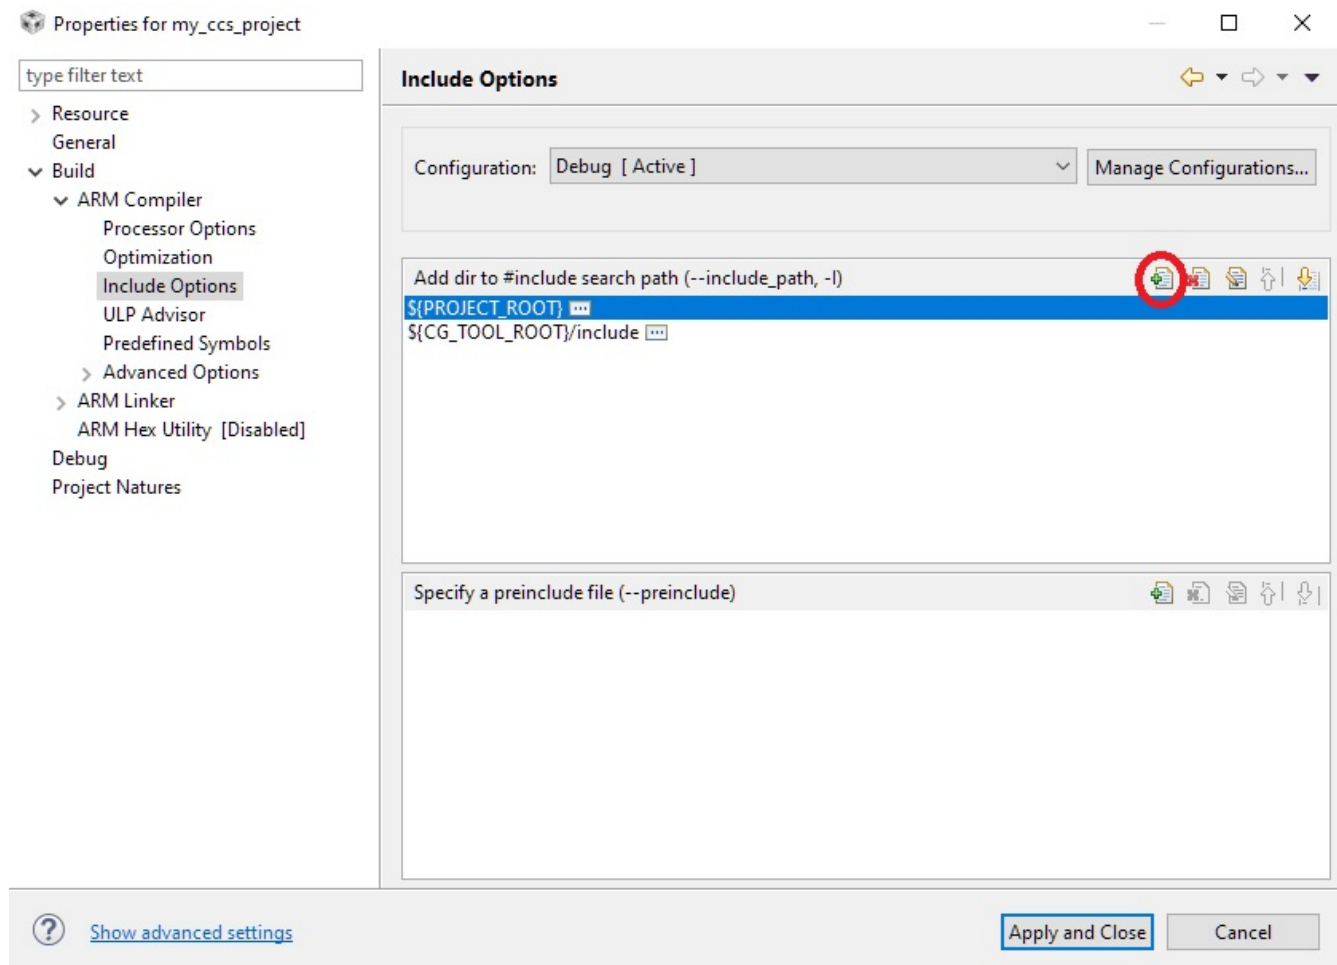 Properties for my_ccs_project
type filter text
Resource
General
Build
ARM Compiler
Processor Options
Optimization
Include Options
ULP Advisor
Predefined Symbols
Advanced Options
ARM Linker
ARM Hex Utility [Disabled]
Debug
Project Natures
Include Options
Configuration: Debug [ Active ] Manage Configurations...
Add dir to #include search path (--include_path, -I)
${PROJECT_ROOT}
${CG_TOOL_ROOT}/include
Specify a preinclude file (--preinclude)
Show advanced settings
Apply and Close Cancel